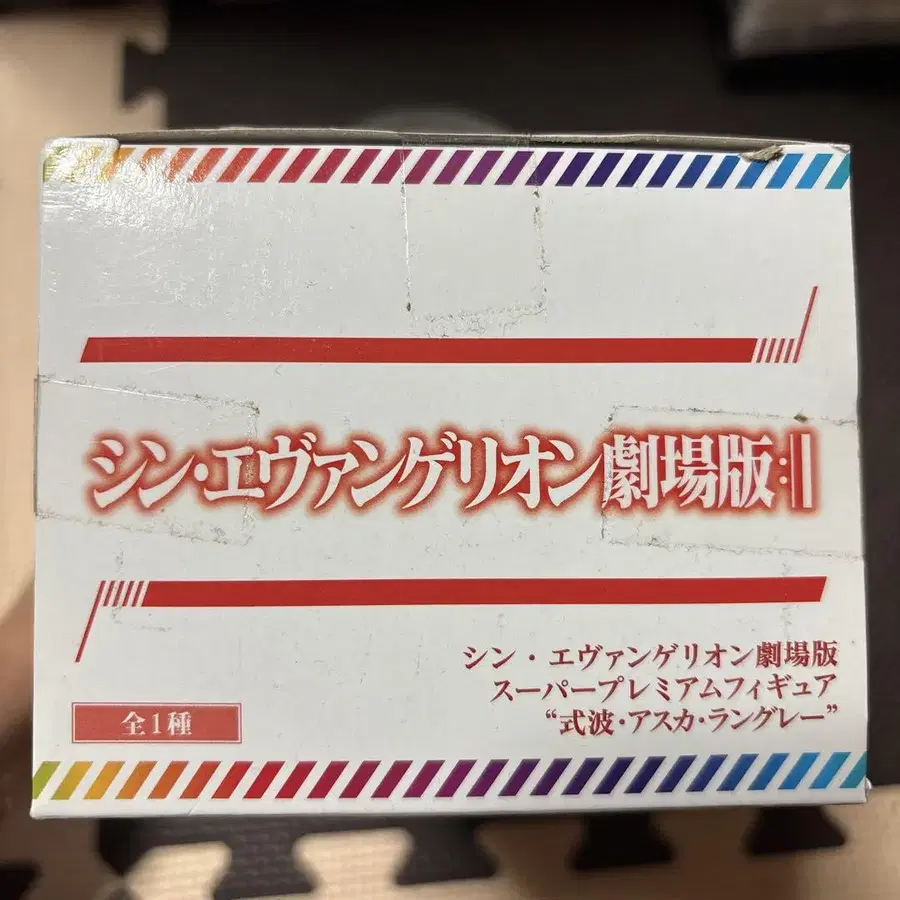 シン・エヴァンゲリオン劇場版:||
シン・エヴァンゲリオン劇場版
スーパープレミアムフィギュア
“式波・アスカ・ラングレー”
全1種